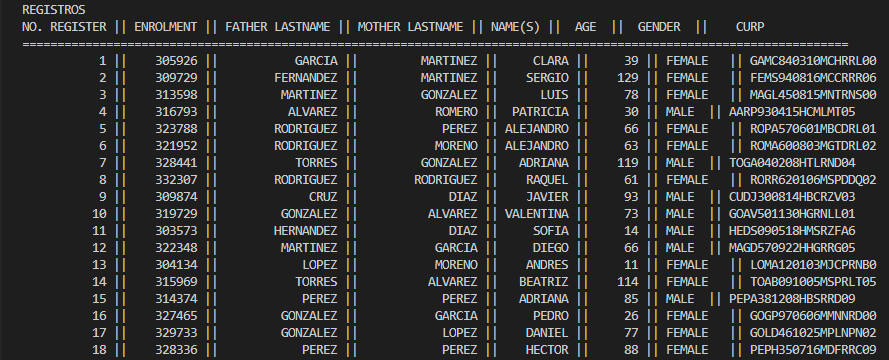 REGISTROS
NO. REGISTER || ENROLMENT || FATHER LASTNAME || MOTHER LASTNAME || NAME(S) || AGE || GENDER || CURP
=======================================================================================================================
1 || 305926 || GARCIA || MARTINEZ || CLARA || 39 || FEMALE || GAMC840310MCHRRL00
2 || 309729 || FERNANDEZ || MARTINEZ || SERGIO || 129 || FEMALE || FEMS940816MCCRRR06
3 || 313598 || MARTINEZ || GONZALEZ || LUIS || 78 || FEMALE || MAGL450815MNTRNS00
4 || 316793 || ALVAREZ || ROMERO || PATRICIA || 30 || MALE || AARP930415HCMLMT05
5 || 323788 || RODRIGUEZ || PEREZ || ALEJANDRO || 66 || FEMALE || ROPA570601MBCDRL01
6 || 321952 || RODRIGUEZ || MORENO || ALEJANDRO || 63 || FEMALE || ROMA600803MGTDRL02
7 || 328441 || TORRES || GONZALEZ || ADRIANA || 119 || MALE || TOGA040208HTLRND04
8 || 332307 || RODRIGUEZ || RODRIGUEZ || RAQUEL || 61 || FEMALE || RORR620106MSPDDQ02
9 || 309874 || CRUZ || DIAZ || JAVIER || 93 || MALE || CUDJ300814HBCRZV03
10 || 319729 || GONZALEZ || ALVAREZ || VALENTINA || 73 || MALE || GOAV501130HGRNLL01
11 || 303573 || HERNANDEZ || DIAZ || SOFIA || 14 || MALE || HEDS090518HMSRZFA6
12 || 322348 || MARTINEZ || GARCIA || DIEGO || 66 || MALE || MAGD570922HHGRRG05
13 || 304134 || LOPEZ || MORENO || ANDRES || 11 || FEMALE || LOMA120103MJCPRNB0
14 || 315969 || TORRES || ALVAREZ || BEATRIZ || 114 || FEMALE || TOAB091005MSPRLT05
15 || 314374 || PEREZ || PEREZ || ADRIANA || 85 || MALE || PEPA381208HBSRRD09
16 || 327465 || GONZALEZ || GARCIA || PEDRO || 26 || FEMALE || GOGP970606MMNNRD00
17 || 329733 || GONZALEZ || LOPEZ || DANIEL || 77 || FEMALE || GOLD461025MPLNPN02
18 || 328336 || PEREZ || PEREZ || HECTOR || 88 || FEMALE || PEPH350716MDFRRC09